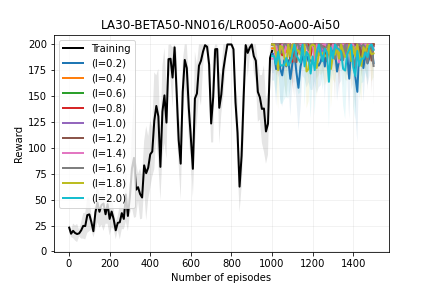 LA30-BETA50-NN016/LR0050-Ao00-Ai50
Reward
200
175
150
125
100
75
50
25
0
Training
(l=0.2)
(l=0.4)
(l=0.6)
(l=0.8)
(l=1.0)
(l=1.2)
(l=1.4)
(l=1.6)
(l=1.8)
(l=2.0)
0 200 400 600 800 1000 1200 1400
Number of episodes